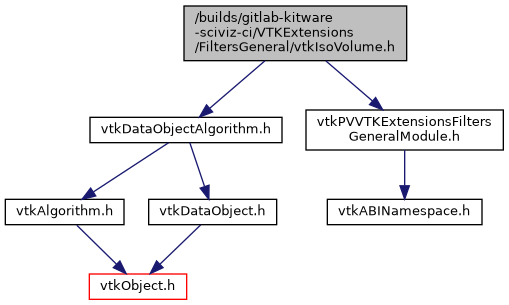 /builds/gitlab-kitware
-sciviz-ci/VTKExtensions
/FiltersGeneral/vtkIsoVolume.h
vtkDataObjectAlgorithm.h
vtkPVVTKExtensionsFilters
GeneralModule.h
vtkAlgorithm.h
vtkDataObject.h
vtkABINamespace.h
vtkObject.h